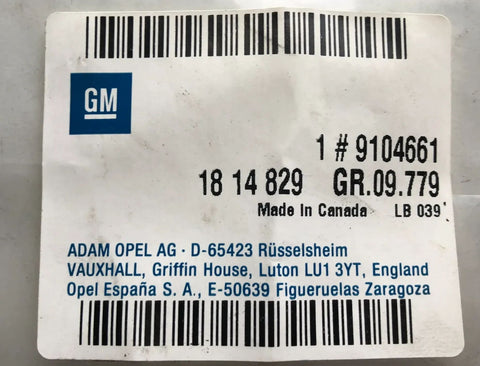 GM
1 # 9104661
18 14 829 GR.09.779
Made In Canada LB 039
ADAM OPEL AG · D-65423 Rüsselsheim
VAUXHALL, Griffin House, Luton LU1 3YT, England
Opel España S. A., E-50639 Figueruelas Zaragoza